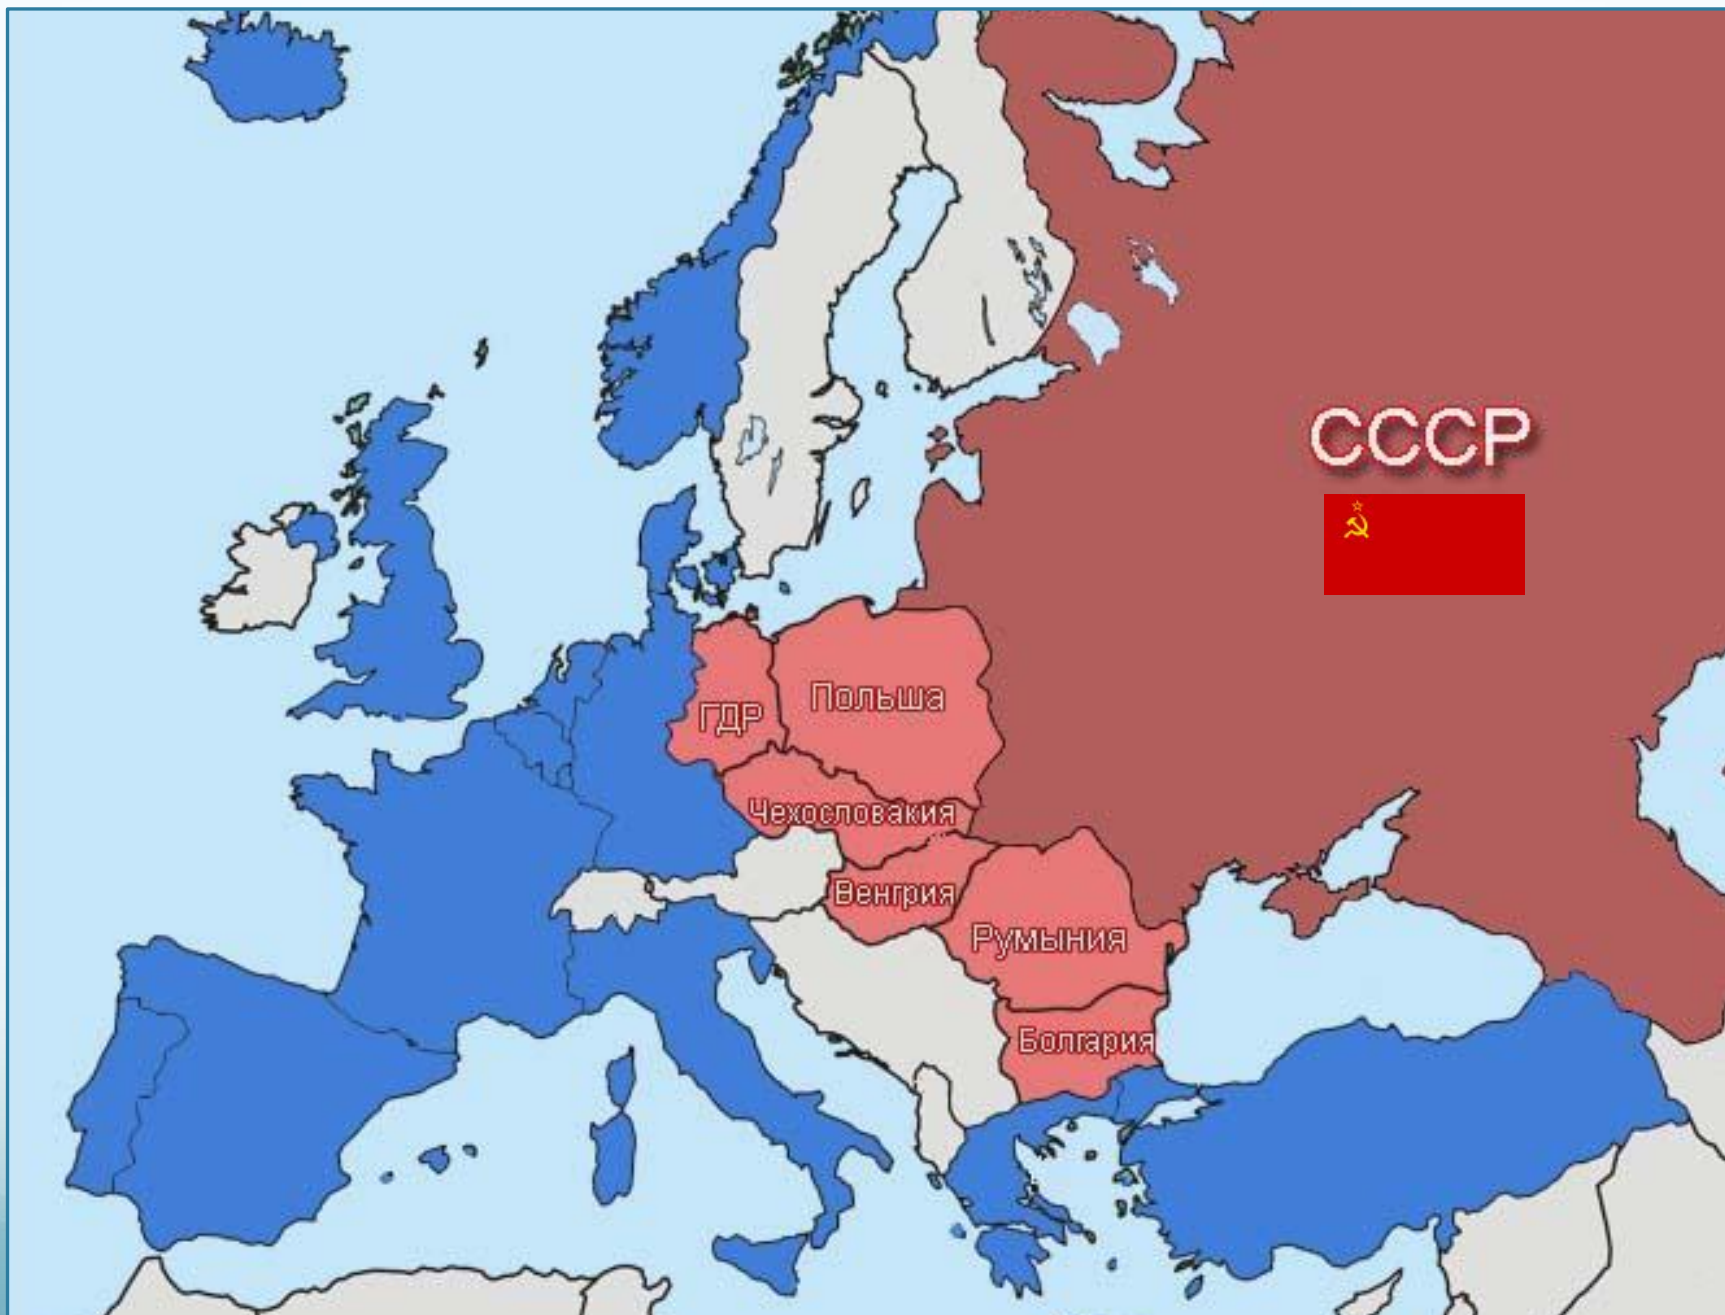 СССР
Польша
ГДР
Чехословакия
Венгрия
Румыния
Болгария